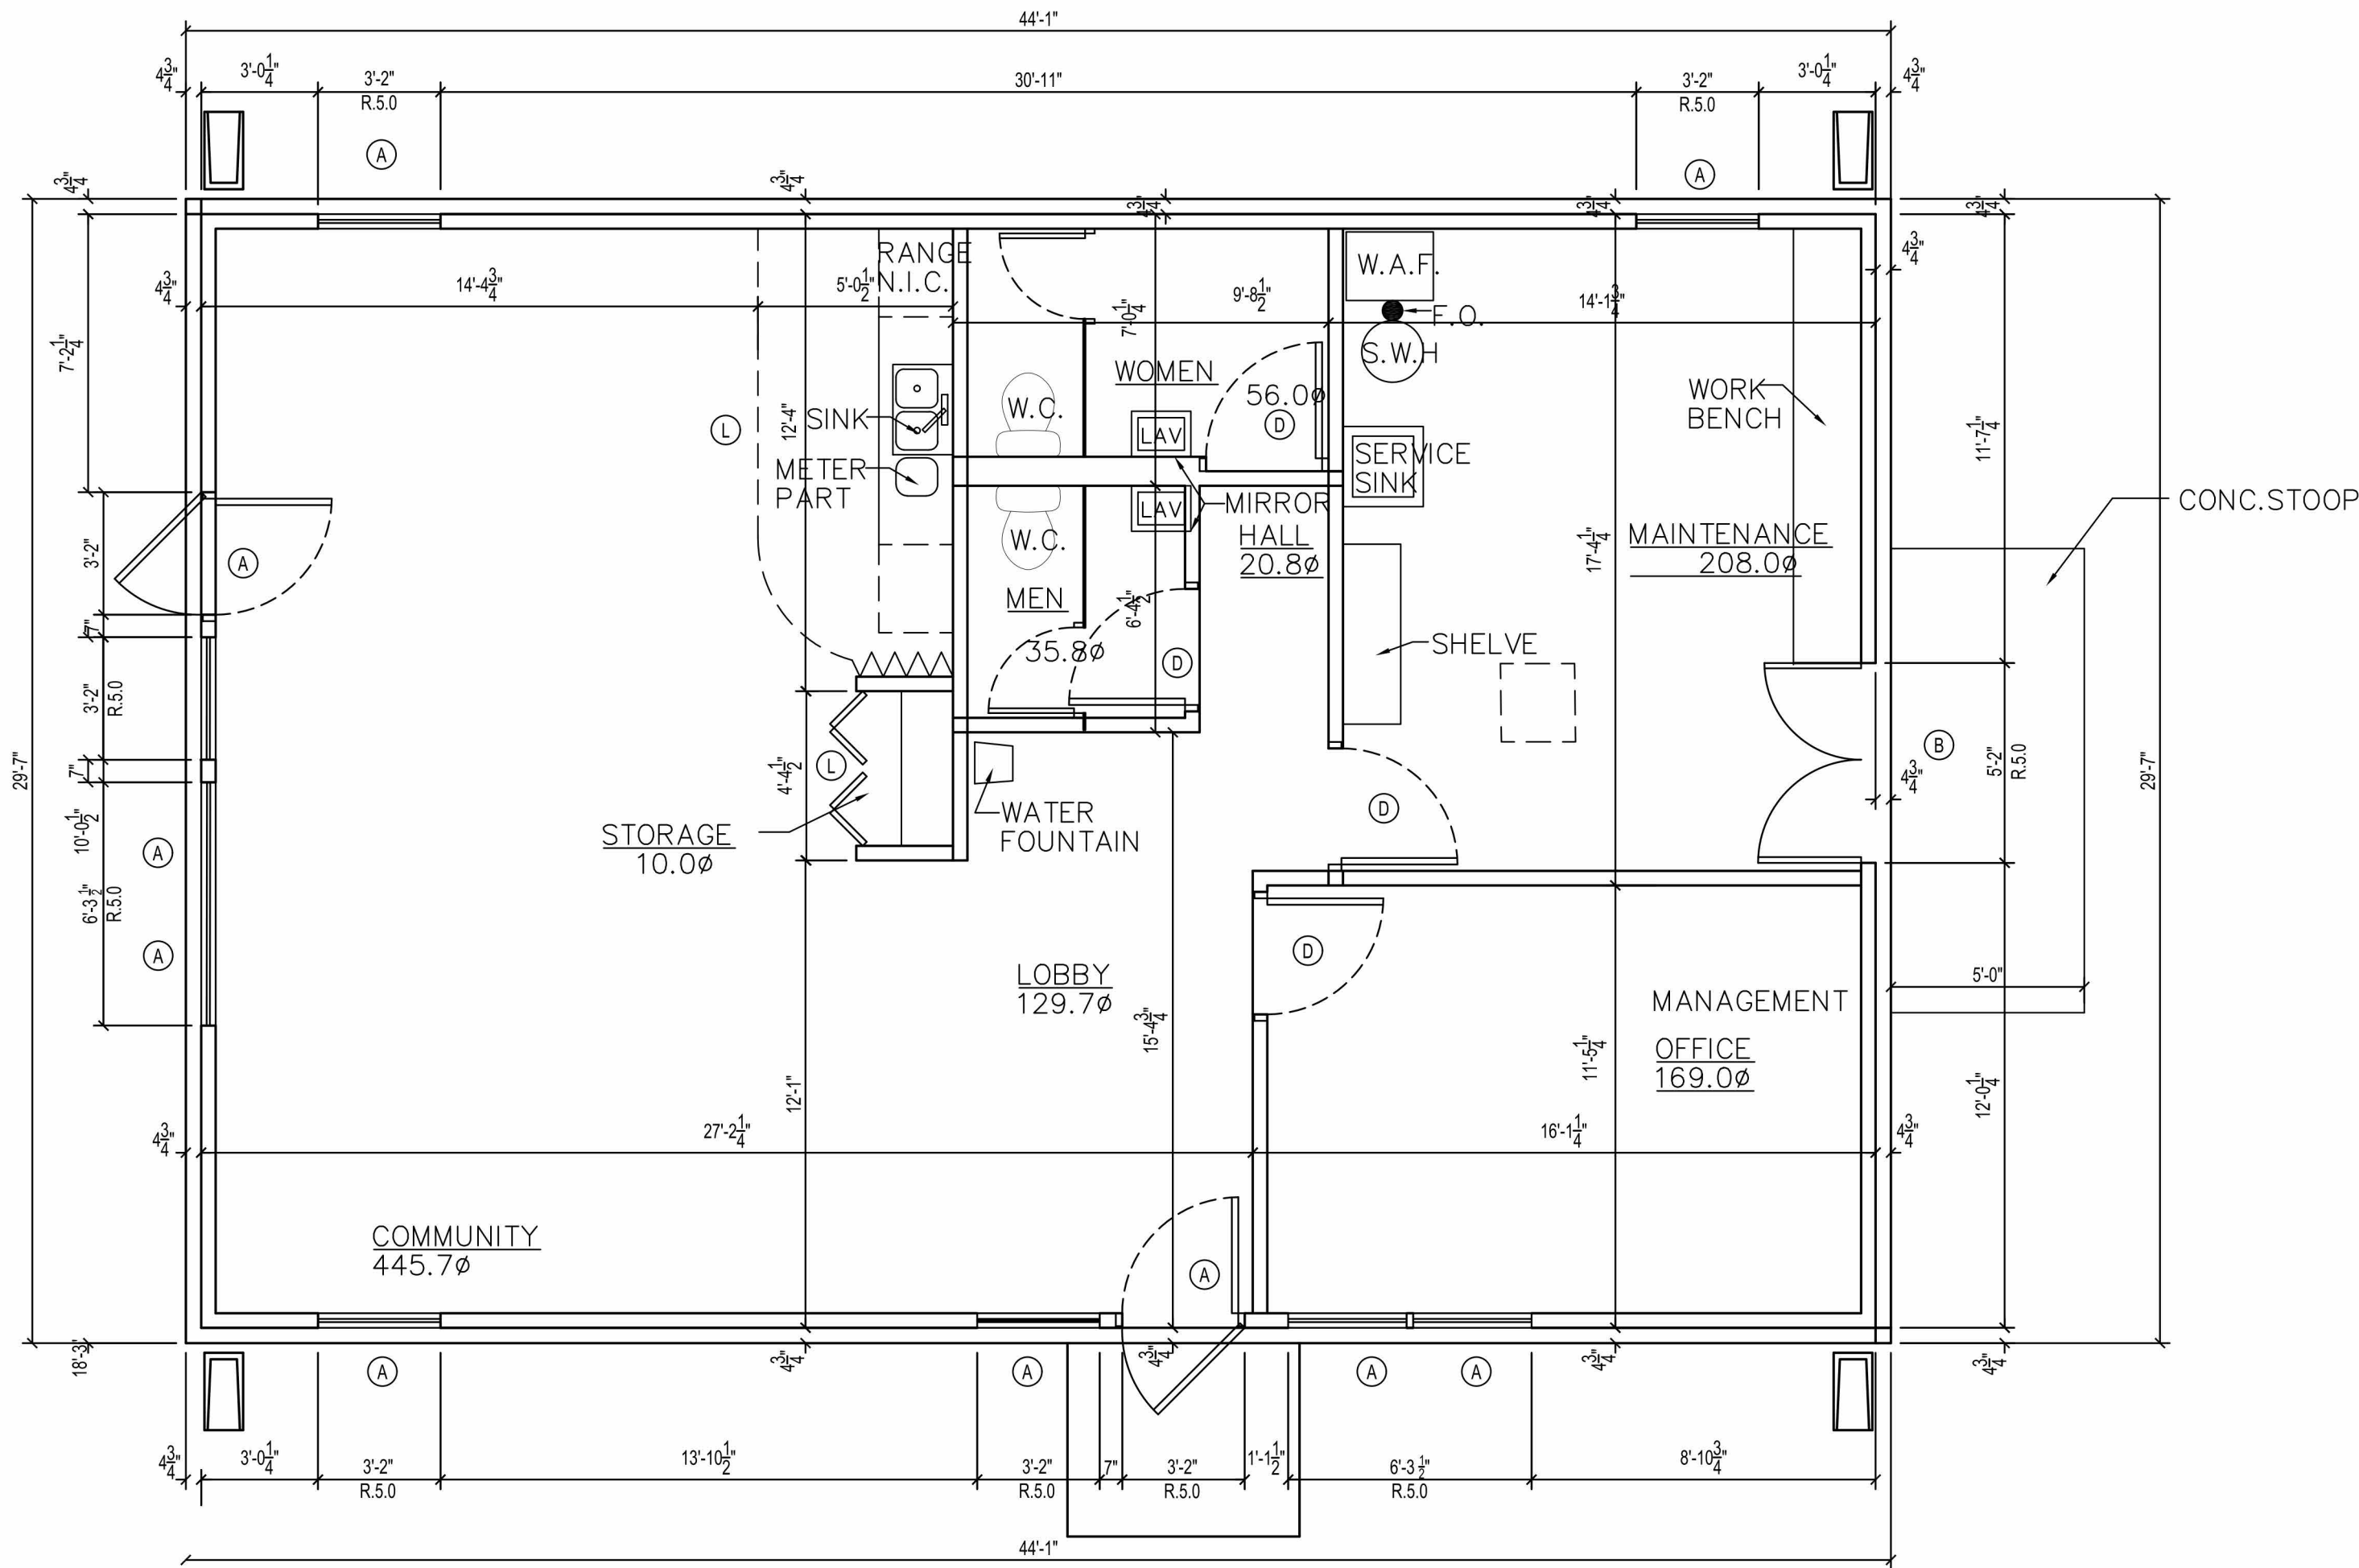 44'-1"
4 3/4"
3'-0 1/4"
3'-2"
R.5.0
30'-11"
3'-2"
R.5.0
3'-0 1/4"
4 3/4"
A
A
4 3/4"
4 3/4"
4 3/4"
4 3/4"
4 3/4"
4 3/4"
14'-4 3/4"
5'-0 1/2"
RANGE
N.I.C.
7'-0 1/4"
9'-8 1/2"
W.A.F.
F.O.
S.W.H
14'-1 3/4"
4 3/4"
7'-2 1/4"
WOMEN
56.0ø
D
W.C.
LAV
L
12'-4"
SINK
METER
PART
SERVICE
SINK
WORK
BENCH
11'-7 1/4"
CONC.STOOP
LAV
MIRROR
W.C.
HALL
20.8ø
17'-4 1/4"
MAINTENANCE
208.0ø
3'-2"
A
7"
MEN
35.8ø
6'-4 1/2"
D
SHELVE
3'-2"
R.5.0
29'-7"
7"
10'-0 1/2"
A
6'-3 1/2"
R.5.0
A
4'-4 1/2"
L
STORAGE
10.0ø
WATER
FOUNTAIN
D
B
4 3/4"
5'-2"
R.5.0
29'-7"
D
LOBBY
129.7ø
15'-4 3/4"
MANAGEMENT
OFFICE
169.0ø
11'-5 1/4"
5'-0"
12'-0 1/4"
12'-1"
4 3/4"
27'-2 1/4"
16'-1 1/4"
4 3/4"
COMMUNITY
445.7ø
A
18'-3"
4 3/4"
4 3/4"
4 3/4"
4 3/4"
A
A
A
A
4 3/4"
3'-0 1/4"
3'-2"
R.5.0
13'-10 1/2"
3'-2"
R.5.0
7"
3'-2"
R.5.0
1'-1 1/2"
6'-3 1/2"
R.5.0
8'-10 3/4"
44'-1"